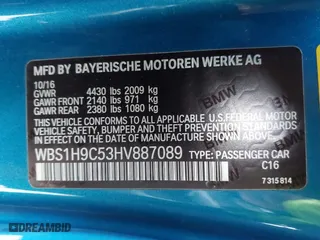 MFD BY BAYERISCHE MOTOREN WERKE AG
10/16
GVWR 4430 lbs 2009 kg
GAWR FRONT 2140 lbs 971 kg
GAWR REAR 2380 lbs 1080 kg
THIS VEHICLE CONFORMS TO ALL APPLICABLE
U.S. FEDERAL MOTOR VEHICLE SAFETY, BUMPER,
AND THEFT PREVENTION STANDARDS IN EFFECT
ON THE DATE OF MANUFACTURE SHOWN ABOVE.
WBS1H9C53HV887089
TYPE: PASSENGER CAR
C16
7 315 814
BMW
© DREAMBID